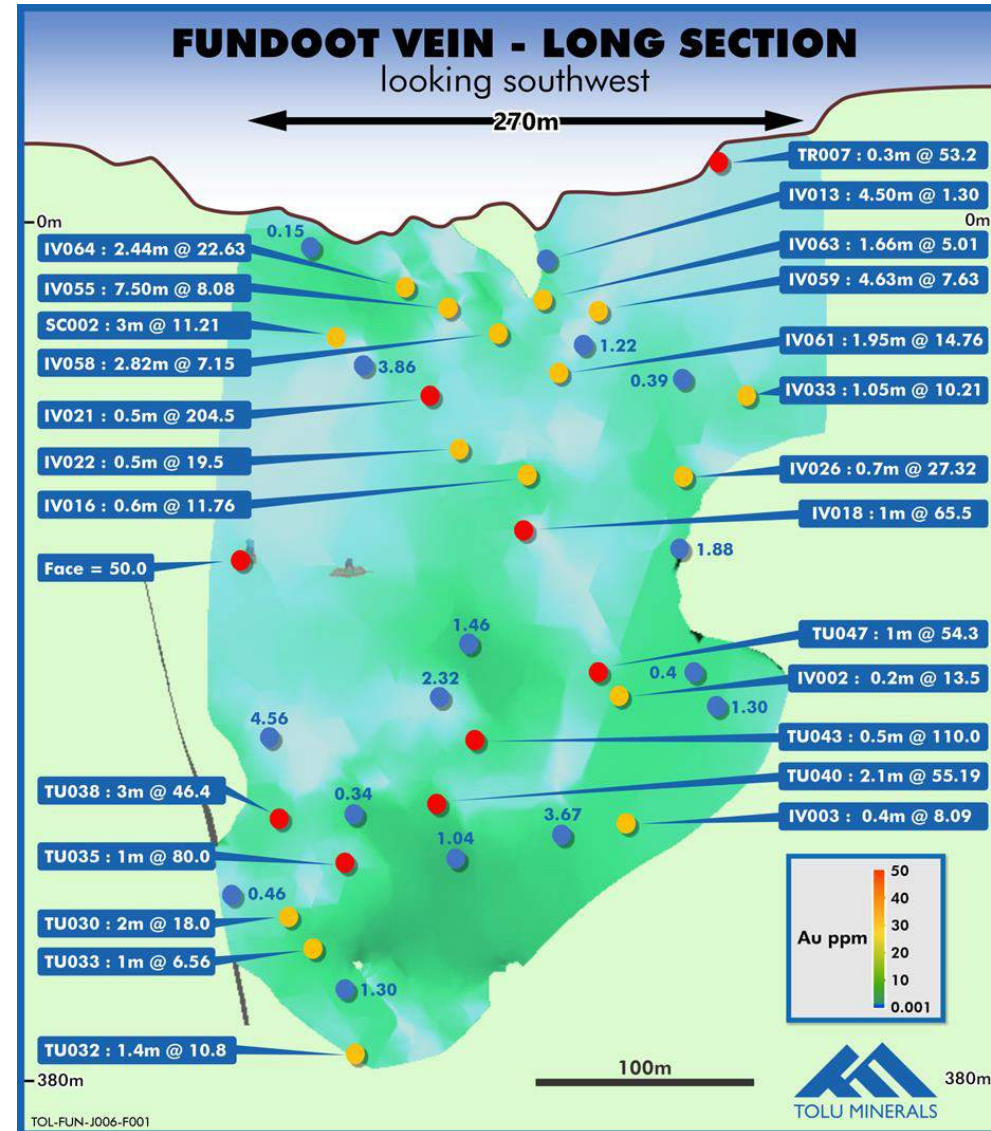 FUNDOOT VEIN - LONG SECTION
looking southwest
270m
TR007 : 0.3m @ 53.2
IV013 : 4.50m @ 1.30
0m
0m
0.15
IV064 : 2.44m @ 22.63
IV063 : 1.66m @ 5.01
IV055 : 7.50m @ 8.08
IV059 : 4.63m @ 7.63
SC002 : 3m @ 11.21
IV058 : 2.82m @ 7.15
1.22
IV061 : 1.95m @ 14.76
3.86
0.39
IV033 : 1.05m @ 10.21
IV021 : 0.5m @ 204.5
IV022 : 0.5m @ 19.5
IV026 : 0.7m @ 27.32
IV016 : 0.6m @ 11.76
IV018 : 1m @ 65.5
1.88
Face = 50.0
1.46
TU047 : 1m @ 54.3
0.4
IV002 : 0.2m @ 13.5
2.32
1.30
4.56
TU043 : 0.5m @ 110.0
TU040 : 2.1m @ 55.19
TU038 : 3m @ 46.4
0.34
3.67
IV003 : 0.4m @ 8.09
1.04
TU035 : 1m @ 80.0
0.46
TU030 : 2m @ 18.0
TU033 : 1m @ 6.56
1.30
TU032 : 1.4m @ 10.8
Au ppm
50
40
30
20
10
0.001
100m
380m
380m
TOLU MINERALS
TOL-FUN-J006-F001